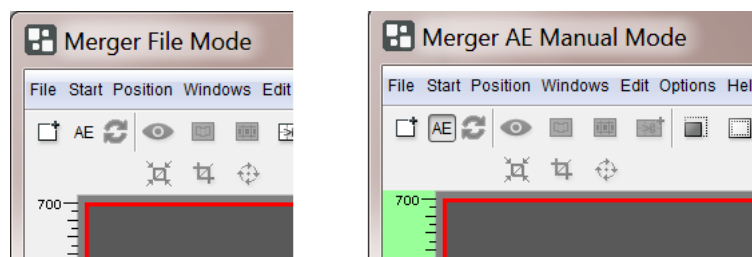 Merger File Mode
File Start Position Windows Edit
AE
700
Merger AE Manual Mode
File Start Position Windows Edit Options Hel
AE
700